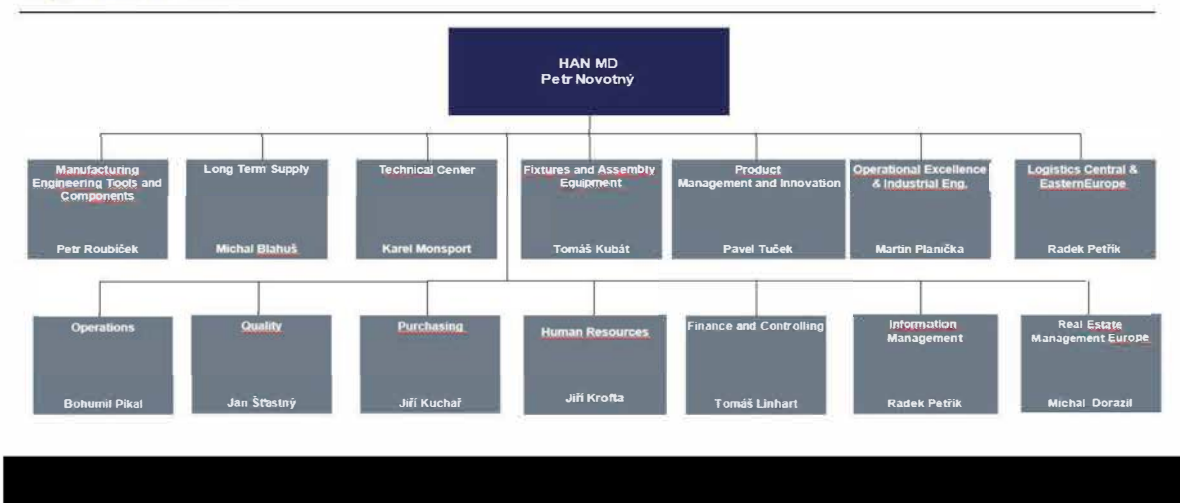 HAN MD
Petr Novotný
Manufacturing
Engineering Tools and
Components
Petr Roubíček
Long Term Supply
Michal Blahuš
Technical Center
Karel Monsport
Fixtures and Assembly
Equipment
Tomáš Kubát
Product
Management and Innovation
Pavel Tuček
Operational Excellence
& Industrial Eng.
Martin Planička
Logistics Central &
EasternEurope
Radek Petřík
Operations
Bohumil Pikal
Quality
Jan Šťastný
Purchasing
Jiří Kuchař
Human Resources
Jiří Krofta
Finance and Controlling
Tomáš Linhart
Information
Management
Radek Petřík
Real Estate
Management Europe
Michal Dorazil